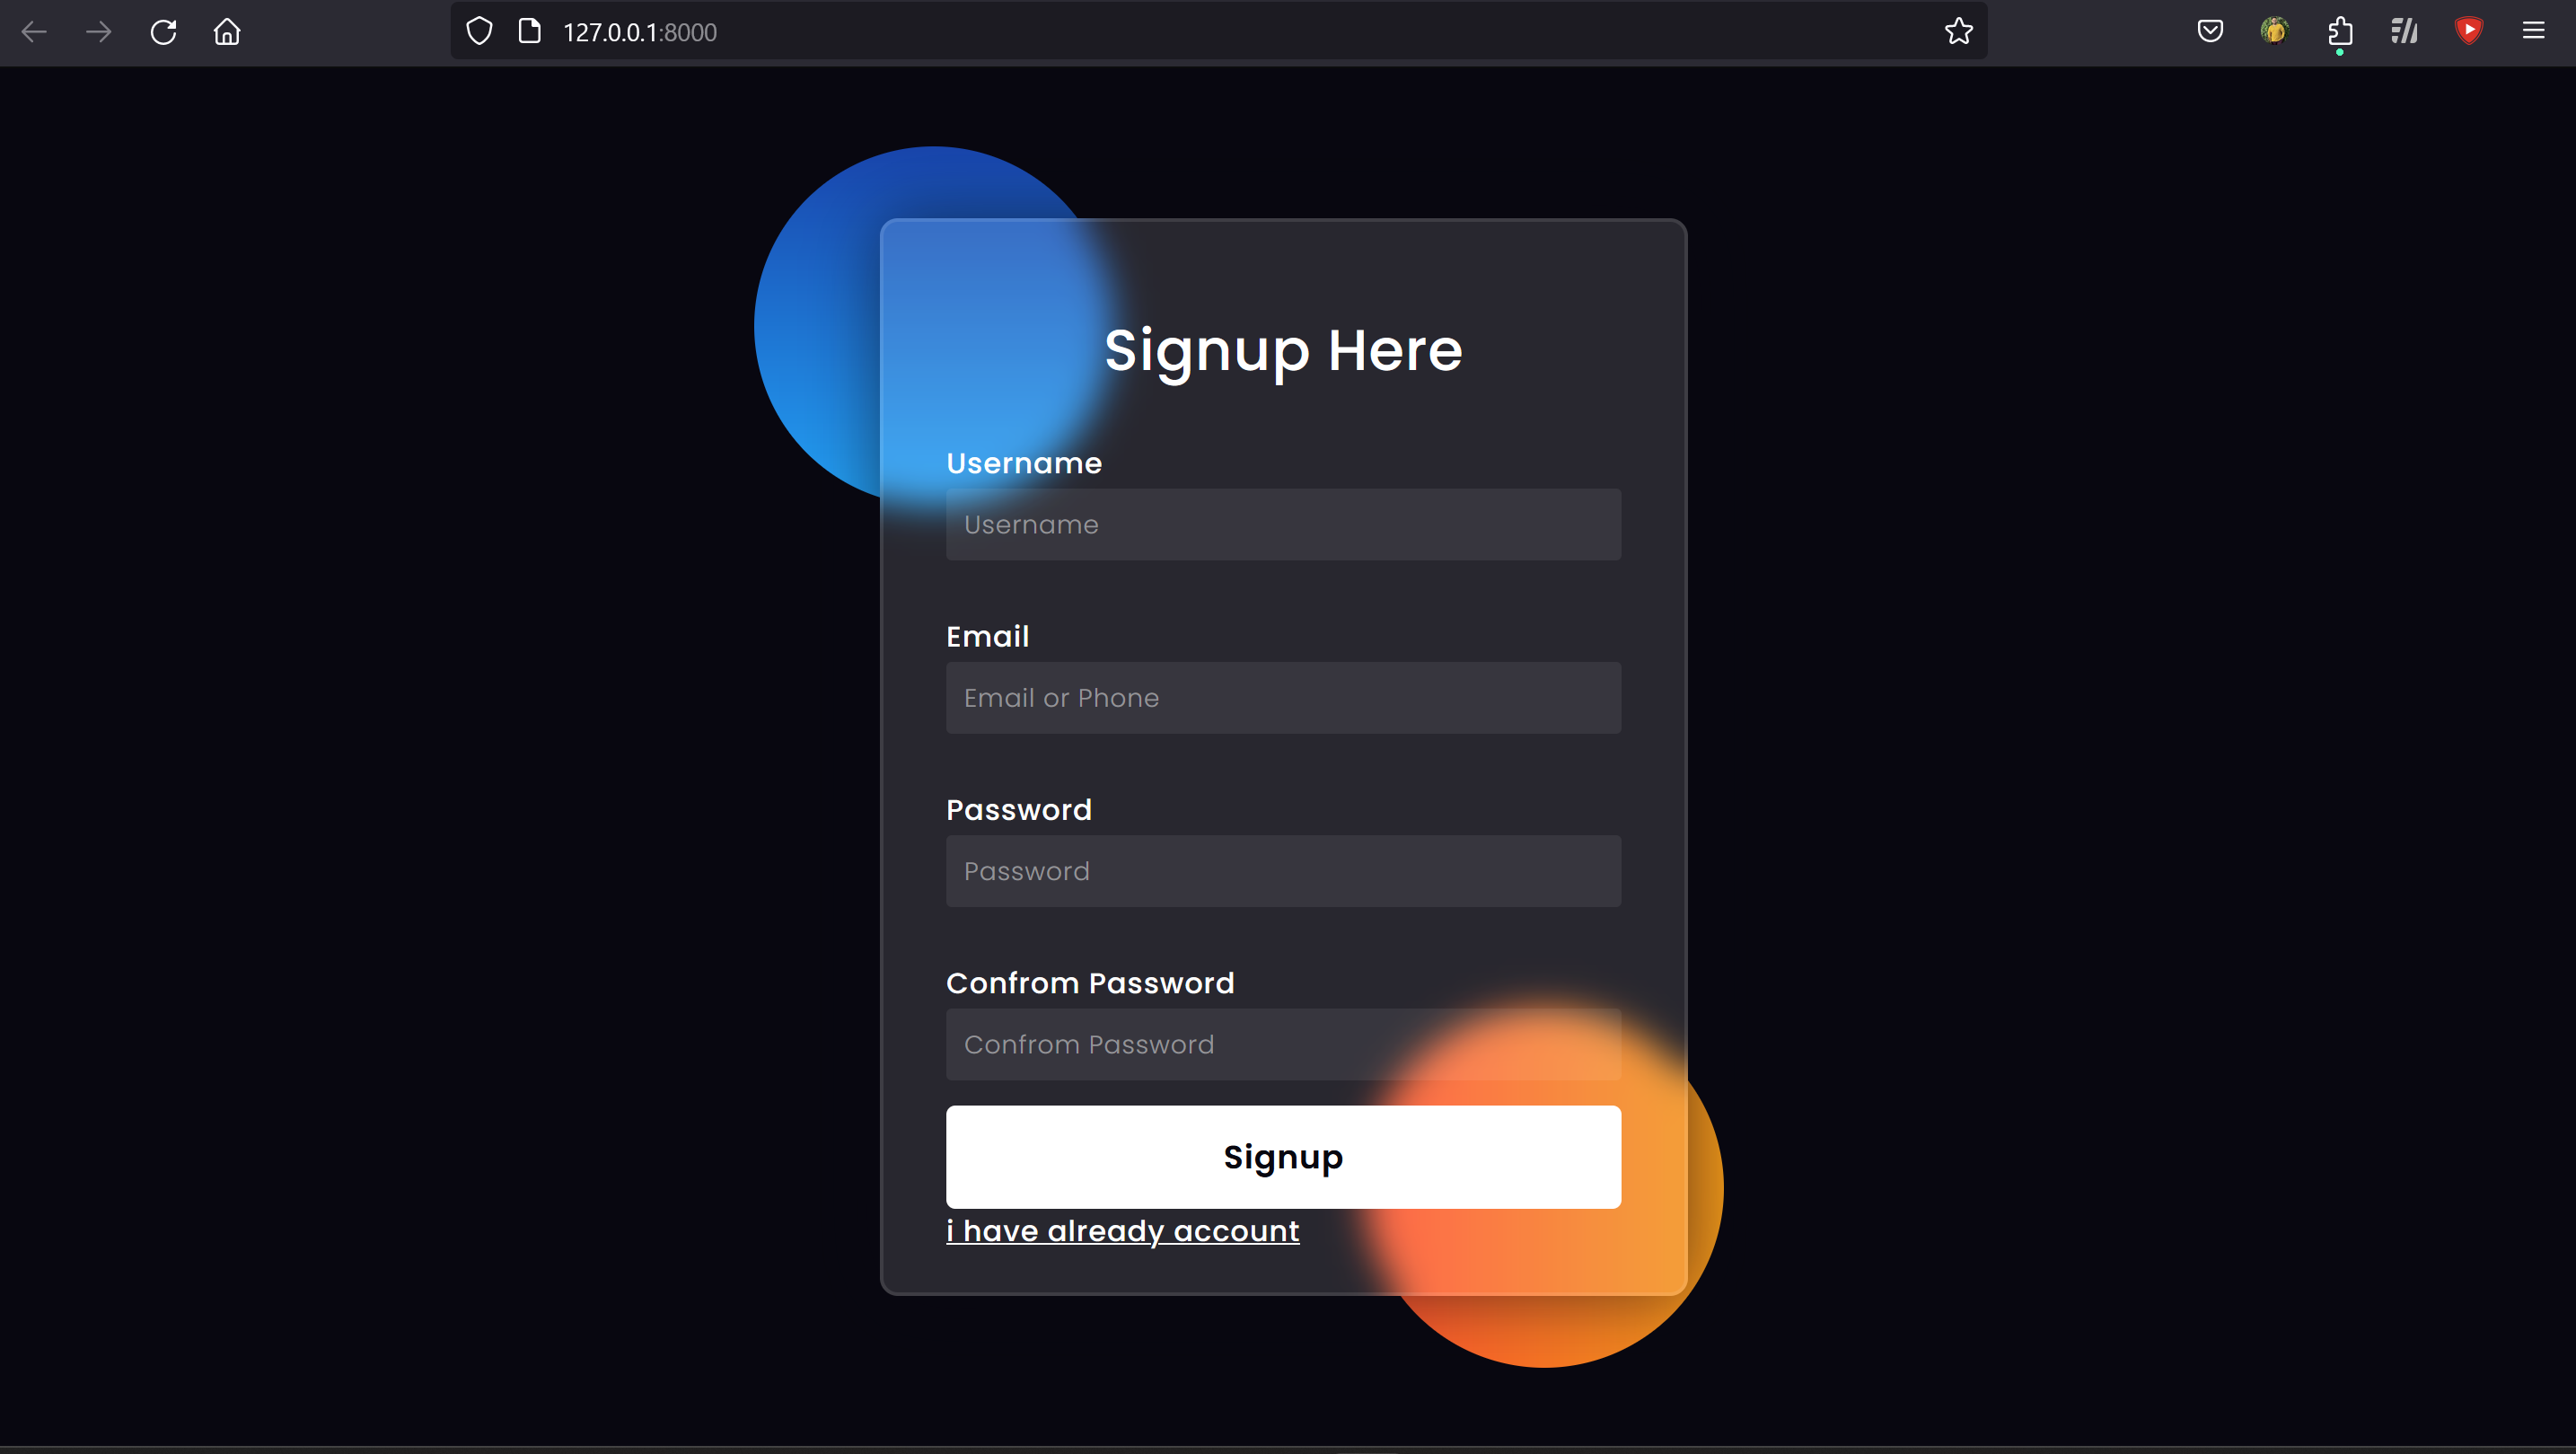 127.0.0.1:8000
Signup Here
Username
Username
Email
Email or Phone
Password
Password
Confrom Password
Confrom Password
Signup
i have already account